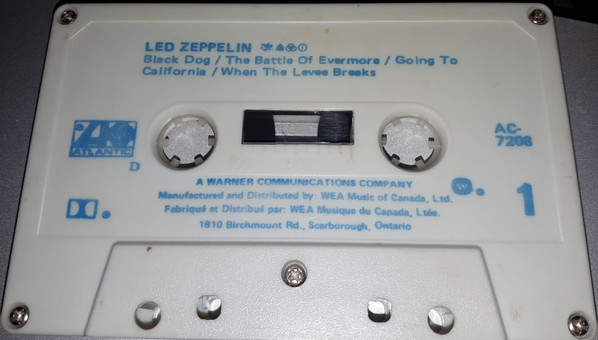 LED ZEPPELIN
Black Dog / The Battle Of Evermore / Going To
California / When The Levee Breaks
ATLANTIC
D
AC-
7208
A WARNER COMMUNICATIONS COMPANY
w.
Manufactured and Distributed by: WEA Music of Canada, Ltd.
Fabriqué et Distribué par: WEA Musique du Canada, Ltée.
1810 Birchmount Rd., Scarborough, Ontario
1